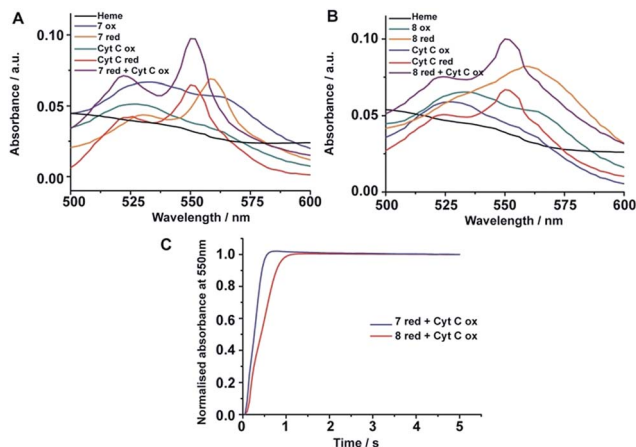 A
Heme
7 ox
7 red
Cyt C ox
Cyt C red
7 red + Cyt C ox
0.10
0.05
0.00
Absorbance / a.u.
500 525 550 575 600
Wavelength / nm
B
Heme
8 ox
8 red
Cyt C ox
Cyt C red
8 red + Cyt C ox
0.10
0.05
0.00
Absorbance / a.u.
500 525 550 575 600
Wavelength / nm
C
Normalised absorbance at 550nm
1.0
0.8
0.6
0.4
0.2
0.0
7 red + Cyt C ox
8 red + Cyt C ox
0 1 2 3 4 5
Time / s